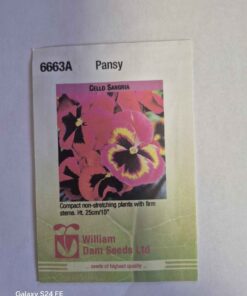 6663A Pansy
CELLO SANGRIA
Compact non-stretching plants with firm
stems. Ht. 25cm/10"
William
Dam Seeds Ltd
... seeds of highest quality ...
Galaxy S24 FE